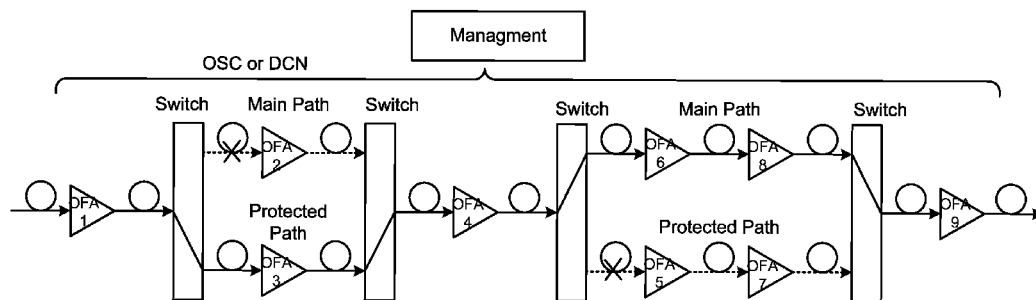 Managment
OSC or DCN
Switch
Main Path
Switch
Switch
Main Path
Switch
OFA
2
OFA
6
OFA
8
OFA
1
Protected
Path
OFA
4
Protected Path
OFA
9
OFA
3
OFA
5
OFA
7